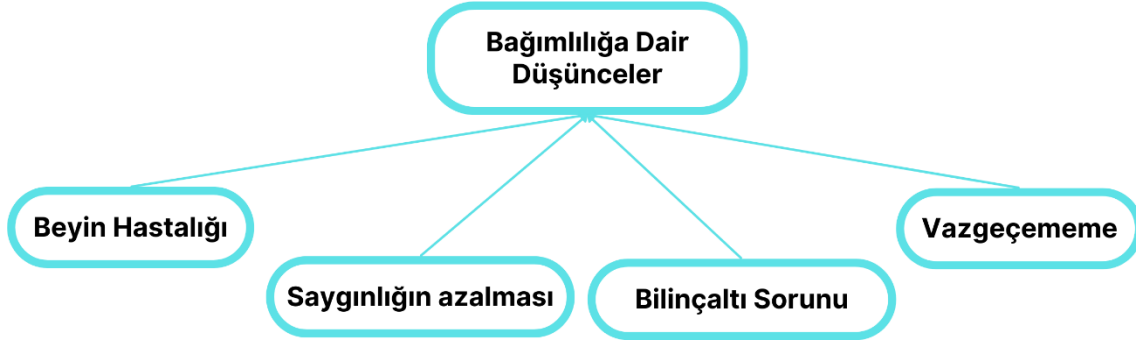 Bağımlılığa Dair
Düşünceler
Beyin Hastalığı
Vazgeçememe
Saygınlığın azalması
Bilinçaltı Sorunu